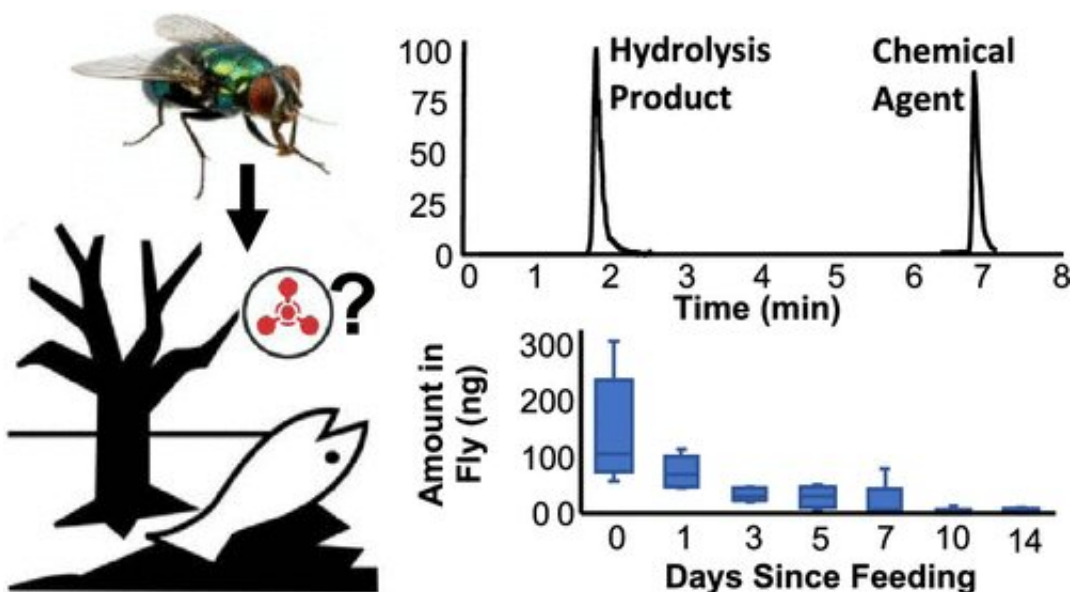 100
75
50
25
0
Hydrolysis
Product
Chemical
Agent
0 1 2 3 4 5 6 7 8
Time (min)
?
Amount in
Fly (ng)
300
200
100
0 0
0 1 3 5 7 10 14
Days Since Feeding